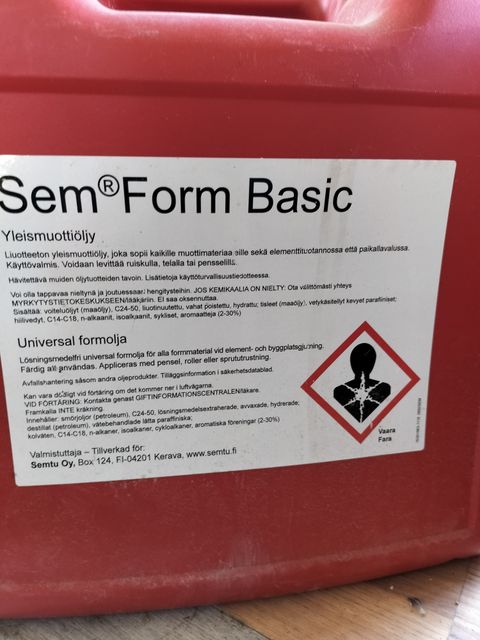 Sem®Form Basic
Yleismuottiöljy
Liuotteeton yleismuottiöljy, joka sopii kaikille muottimateriaaleille sekä elementtituotannossa että paikallavalussa.
Käyttövalmis. Voidaan levittää ruiskulla, telalla tai pensselillä.
Hävitettävä muiden öljytuotteiden tavoin. Lisätietoja käyttöturvallisuustiedotteessa.
Voi olla tappavaa nieltynä ja joutuessaan hengitysteihin. JOS KEMIKAALIA ON NIELTY: Ota välittömästi yhteys
MYRKYTYSTIETOKESKUKSEEN/lääkäriin. EI saa oksennuttaa.
Sisältää: voiteluöljyt (maaöljy), C24-50, liuotinuutettu, vahat poistettu, hydrattu; tisleet (maaöljy), vetykäsitellyt kevyet parafiiniset;
hiilivedyt, C14-C18, n-alkaanit, isoalkaanit, sykliset, aromaatteja (2-30%)
Universal formolja
Lösningsmedelfri universal formolja för alla formmaterial vid element- och byggplatsgjutning.
Färdig att användas. Appliceras med pensel, roller eller sprututrustning.
Avfallshantering såsom andra oljeprodukter. Tilläggsinformation i säkerhetsdatablad.
Kan vara dödligt vid förtäring om det kommer ner i luftvägarna.
VID FÖRTÄRING: Kontakta genast GIFTINFORMATIONSCENTRALEN/läkare.
Framkalla INTE kräkning.
Innehåller: smörjoljor (petroleum), C24-50, lösningsmedelsextraherade, avvaxade, hydrerade;
destillat (petroleum), vätebehandlade lätta paraffiniska;
kolväten, C14-C18, n-alkaner, isoalkaner, cykloalkaner, aromatiska föreningar (2-30%)
Valmistuttaja – Tillverkad för:
Semtu Oy, Box 124, FI-04201 Kerava, www.semtu.fi
Vaara
Fara